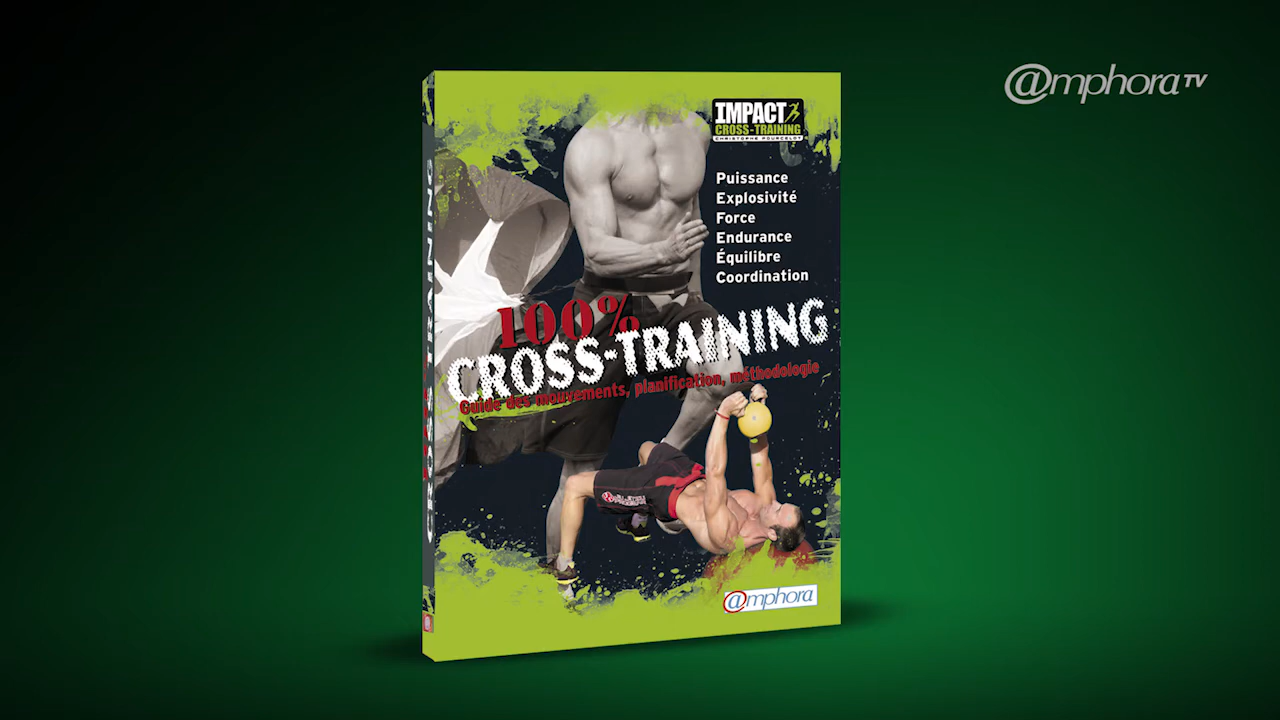 @mphora TV
IMPACT
CROSS-TRAINING
CHRISTOPHE POURCELOT
Puissance
Explosivité
Force
Endurance
Équilibre
Coordination
100%
CROSS-TRAINING
Guide des mouvements, planification, méthodologie
@mphora
CROSS TRAINING